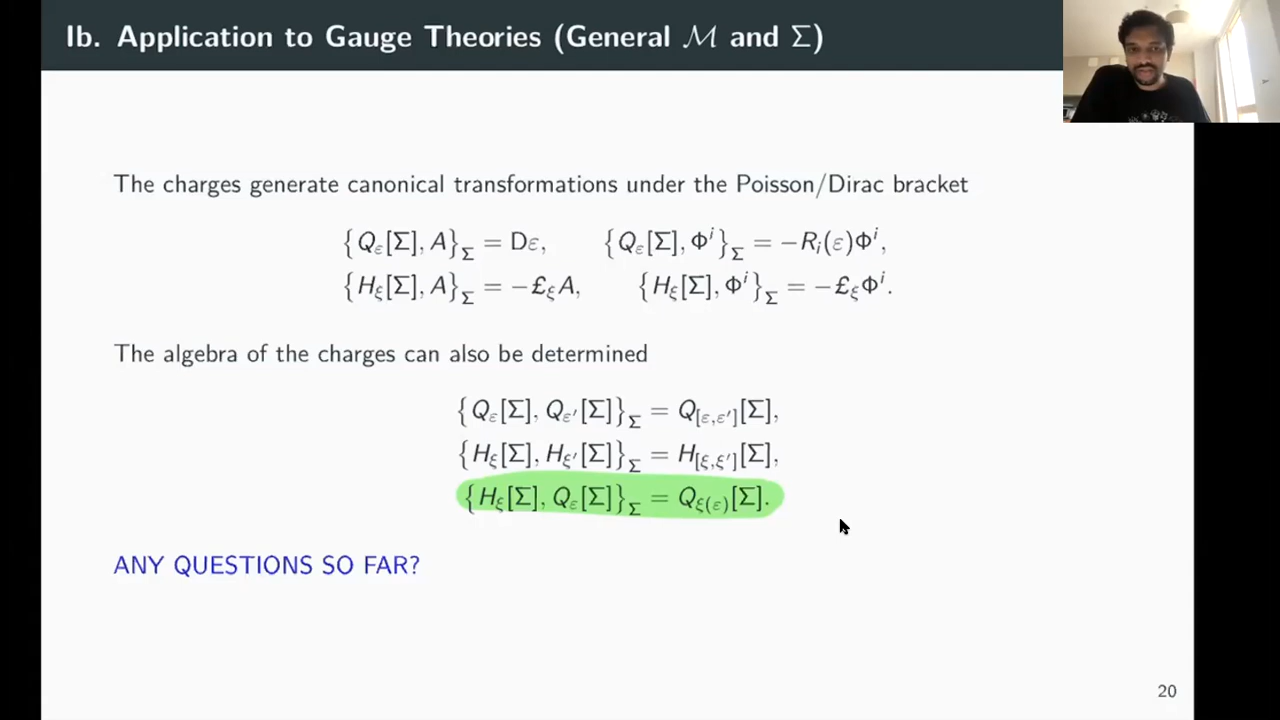 Ib. Application to Gauge Theories (General ℳ and Σ)
The charges generate canonical transformations under the Poisson/Dirac bracket
{Q_ε[Σ], A}_Σ = Dε, {Q_ε[Σ], Φ^i}_Σ = −R_i(ε)Φ^i,
{H_ξ[Σ], A}_Σ = −£_ξ A, {H_ξ[Σ], Φ^i}_Σ = −£_ξ Φ^i.
The algebra of the charges can also be determined
{Q_ε[Σ], Q_ε′[Σ]}_Σ = Q_[ε,ε′][Σ],
{H_ξ[Σ], H_ξ′[Σ]}_Σ = H_[ξ,ξ′][Σ],
{H_ξ[Σ], Q_ε[Σ]}_Σ = Q_ξ(ε)[Σ].
ANY QUESTIONS SO FAR?
20